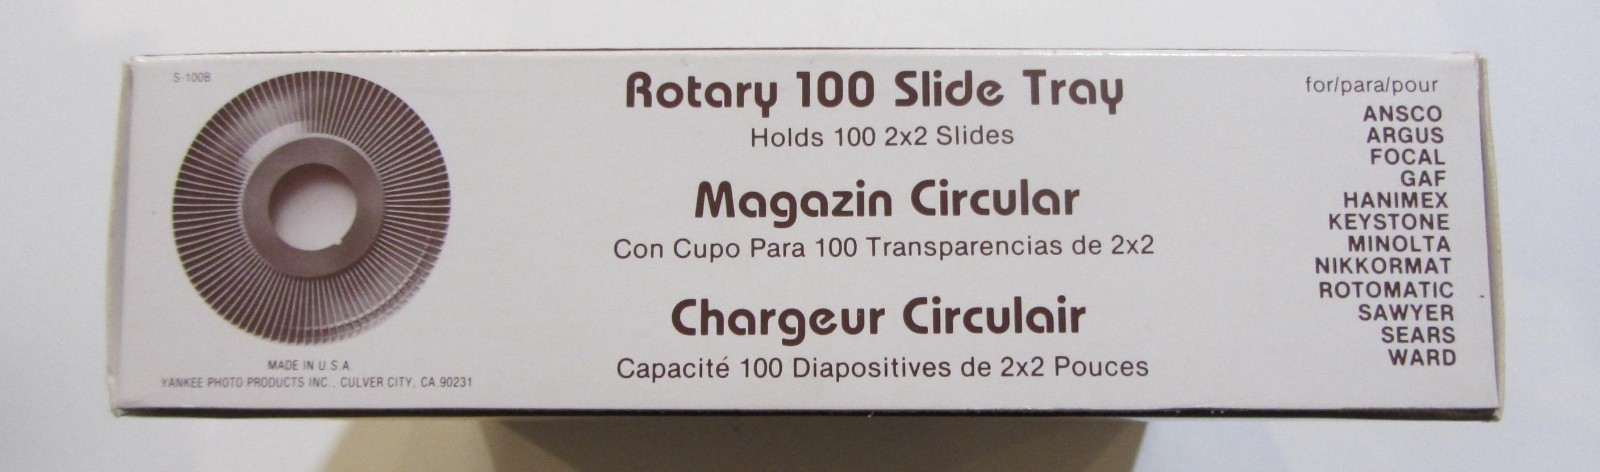 S-100B
MADE IN U.S.A.
YANKEE PHOTO PRODUCTS INC., CULVER CITY, CA.90231
Rotary 100 Slide Tray
Holds 100 2x2 Slides
Magazin Circular
Con Cupo Para 100 Transparencias de 2x2
Chargeur Circulair
Capacité 100 Diapositives de 2x2 Pouces
for/para/pour
ANSCO
ARGUS
FOCAL
GAF
HANIMEX
KEYSTONE
MINOLTA
NIKKORMAT
ROTOMATIC
SAWYER
SEARS
WARD